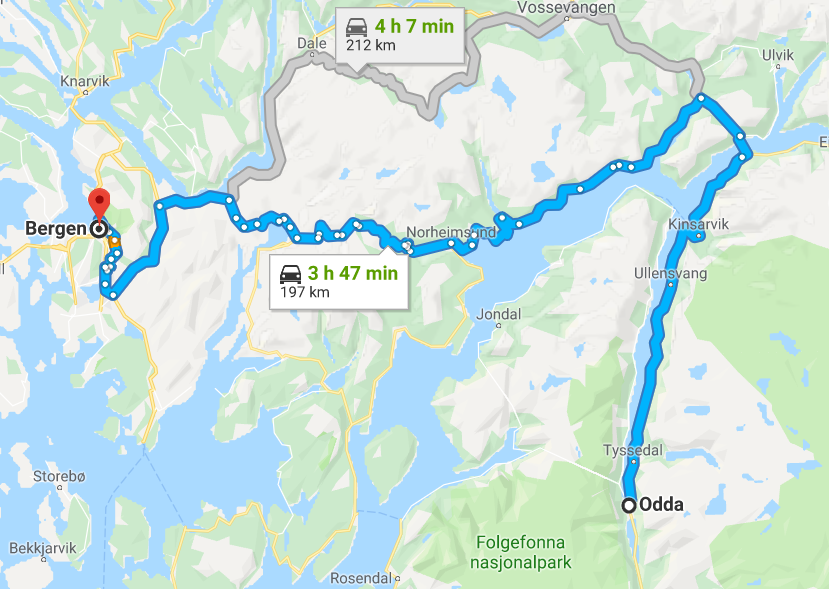 Vossevangen
4 h 7 min
212 km
Dale
Ulvik
Knarvik
Bergen
Norheimsund
Kinsarvik
3 h 47 min
197 km
Ullensvang
Jondal
Tyssedal
Storebø
Odda
Bekkjarvik
Folgefonna
nasjonalpark
Rosendal